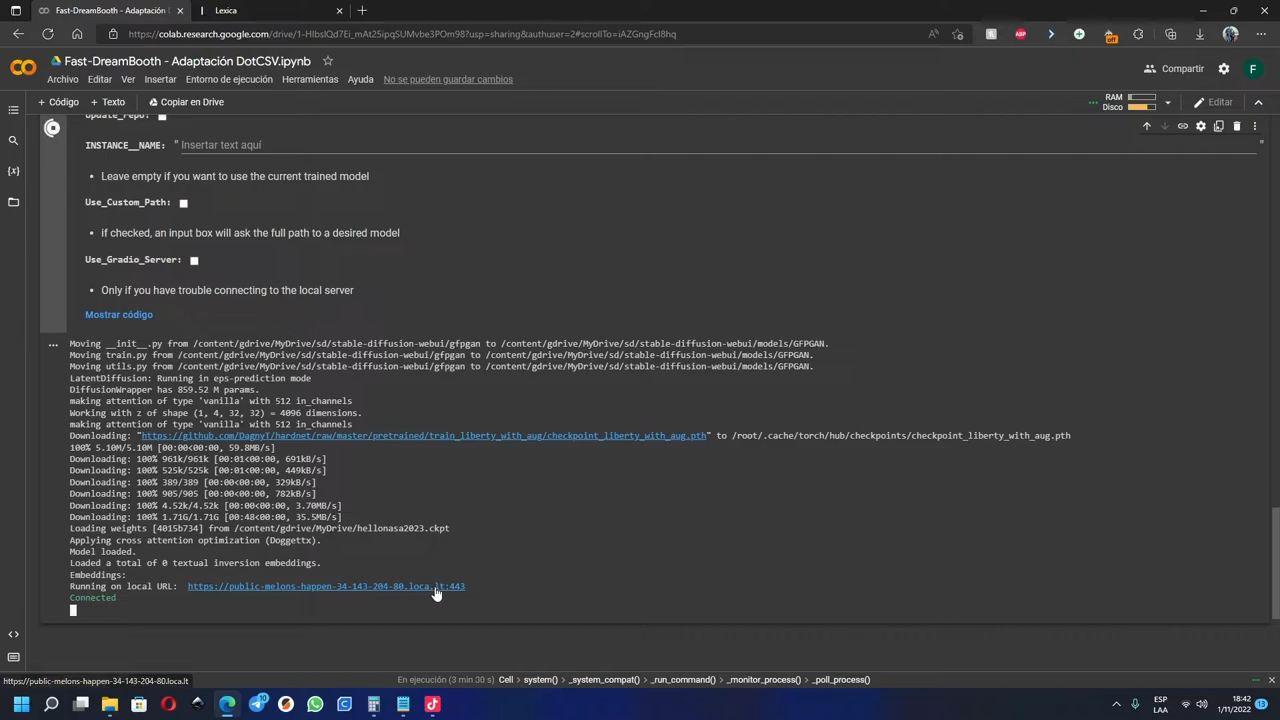 Fast-DreamBooth - Adaptación D
Lexica
https://colab.research.google.com/drive/1-HIbsIQd7Ei_mAt25ipqSUMvbe3POm98?usp=sharing&authuser=2#scrollTo=iAZGngFcI8hq
ABP
off
Fast-DreamBooth - Adaptación DotCSV.ipynb
Compartir
F
Archivo Editar Ver Insertar Entorno de ejecución Herramientas Ayuda No se pueden guardar cambios
+ Código + Texto Copiar en Drive
RAM
Disco
Editar
Update_repo:
INSTANCE__NAME: " Insertar text aquí "
Leave empty if you want to use the current trained model
Use_Custom_Path:
if checked, an input box will ask the full path to a desired model
Use_Gradio_Server:
Only if you have trouble connecting to the local server
Mostrar código
Moving __init__.py from /content/gdrive/MyDrive/sd/stable-diffusion-webui/gfpgan to /content/gdrive/MyDrive/sd/stable-diffusion-webui/models/GFPGAN.
Moving train.py from /content/gdrive/MyDrive/sd/stable-diffusion-webui/gfpgan to /content/gdrive/MyDrive/sd/stable-diffusion-webui/models/GFPGAN.
Moving utils.py from /content/gdrive/MyDrive/sd/stable-diffusion-webui/gfpgan to /content/gdrive/MyDrive/sd/stable-diffusion-webui/models/GFPGAN.
LatentDiffusion: Running in eps-prediction mode
DiffusionWrapper has 859.52 M params.
making attention of type 'vanilla' with 512 in_channels
Working with z of shape (1, 4, 32, 32) = 4096 dimensions.
making attention of type 'vanilla' with 512 in_channels
Downloading: "https://github.com/DagnyT/hardnet/raw/master/pretrained/train_liberty_with_aug/checkpoint_liberty_with_aug.pth" to /root/.cache/torch/hub/checkpoints/checkpoint_liberty_with_aug.pth
100% 5.10M/5.10M [00:00<00:00, 59.8MB/s]
Downloading: 100% 961k/961k [00:01<00:00, 691kB/s]
Downloading: 100% 525k/525k [00:01<00:00, 449kB/s]
Downloading: 100% 389/389 [00:00<00:00, 329kB/s]
Downloading: 100% 905/905 [00:00<00:00, 782kB/s]
Downloading: 100% 4.52k/4.52k [00:00<00:00, 3.70MB/s]
Downloading: 100% 1.71G/1.71G [00:48<00:00, 35.5MB/s]
Loading weights [4015b734] from /content/gdrive/MyDrive/hellonasa2023.ckpt
Applying cross attention optimization (Doggettx).
Model loaded.
Loaded a total of 0 textual inversion embeddings.
Embeddings:
Running on local URL: https://public-melons-happen-34-143-204-80.loca.lt:443
Connected
https://public-melons-happen-34-143-204-80.loca.lt
En ejecución (3 min 30 s) Cell > system() > _system_compat() > _run_command() > _monitor_process() > _poll_process()
10
ESP
LAA
18:42
1/11/2022
13